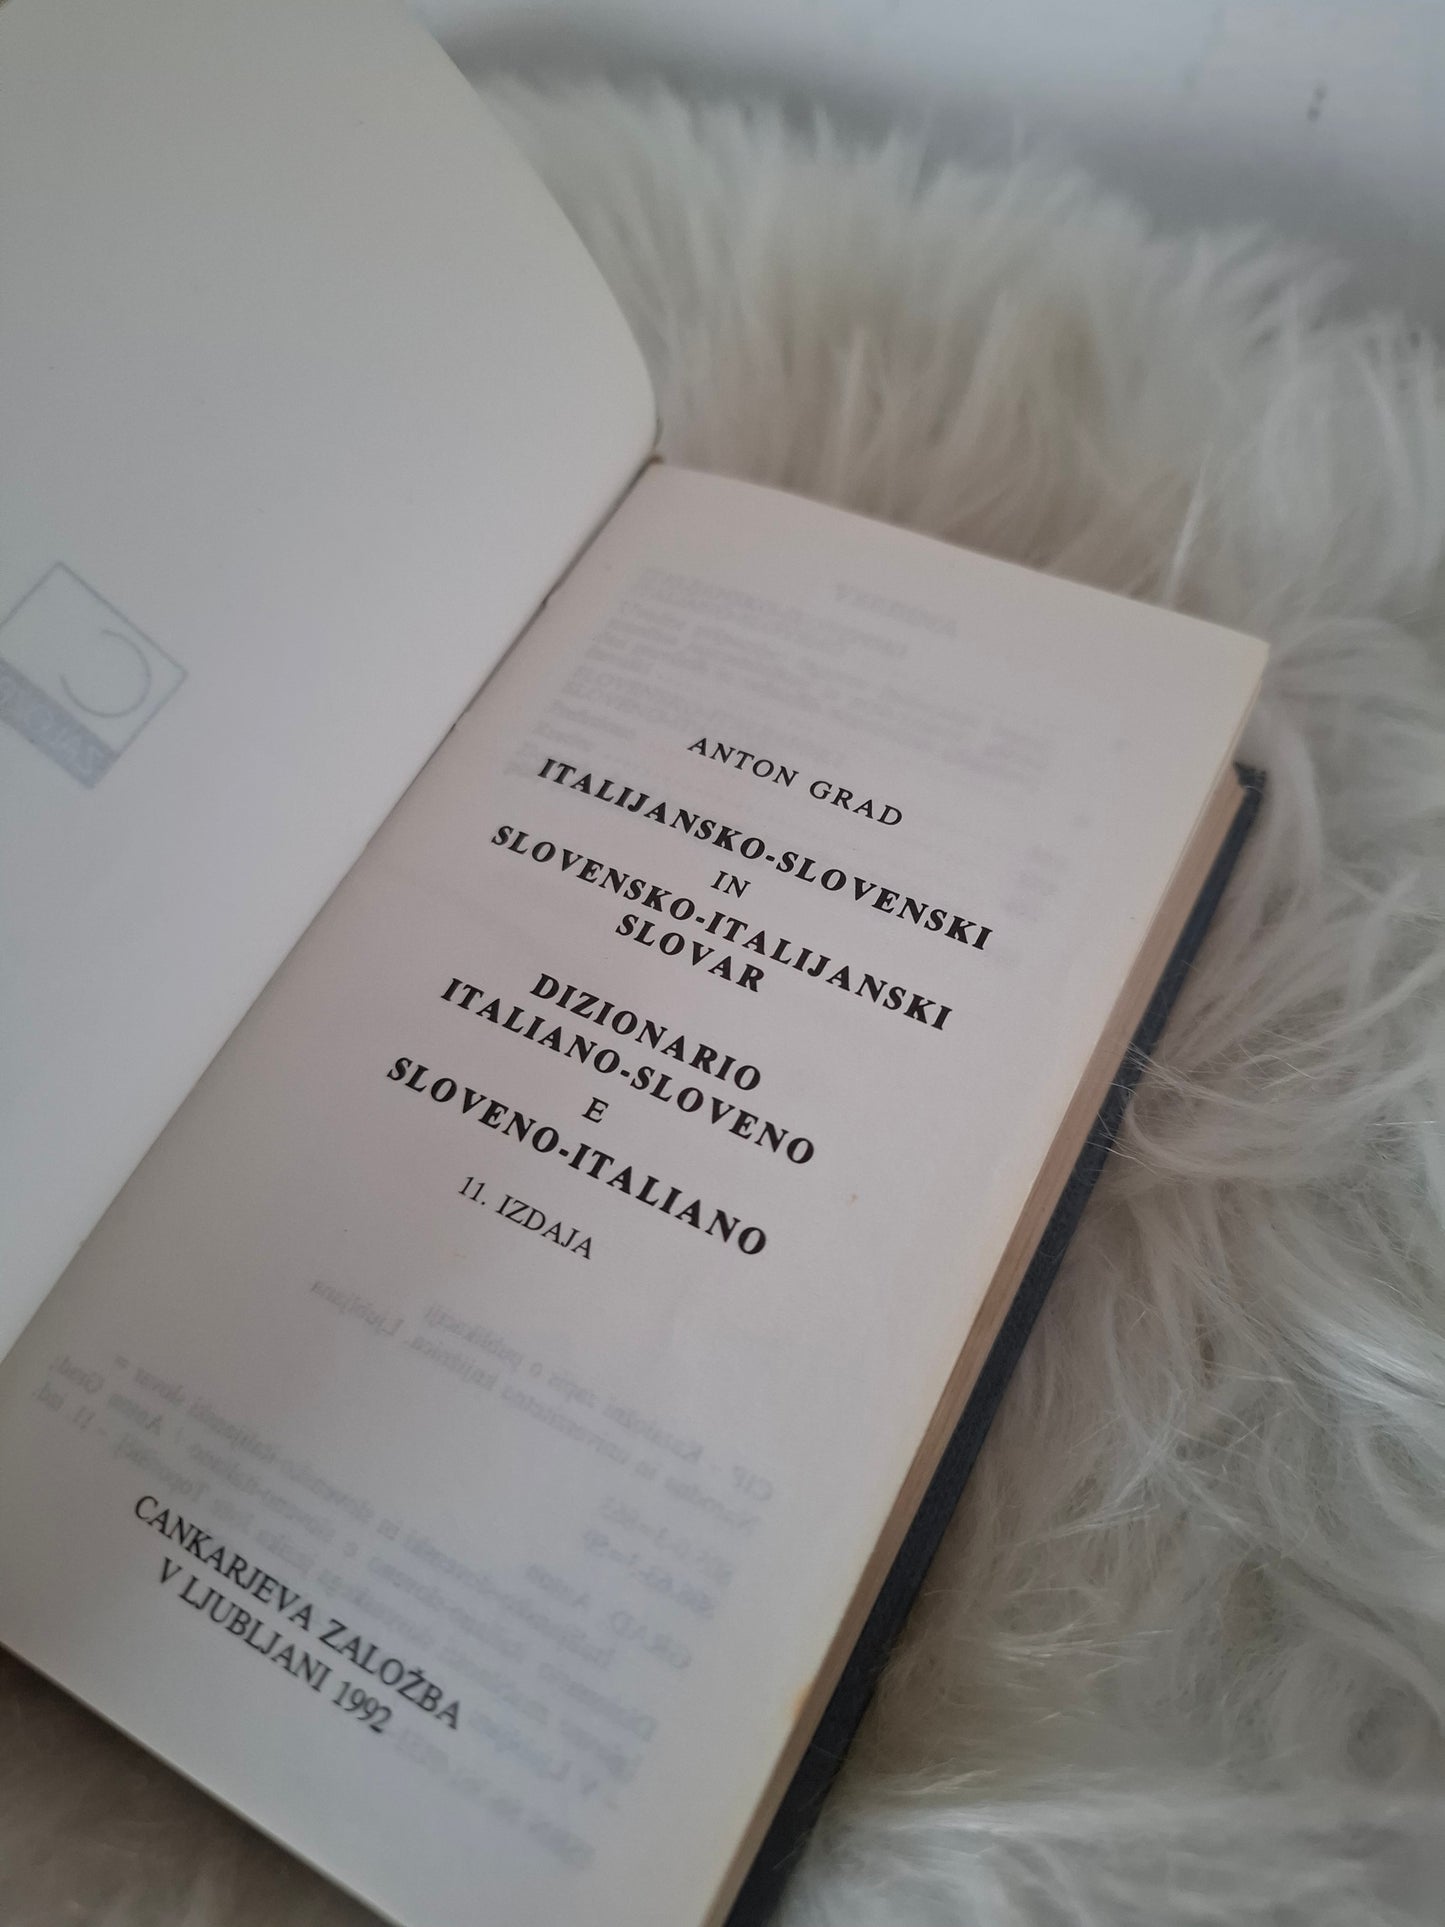 ANTON GRAD
ITALIJANSKO-SLOVENSKI
IN
SLOVENSKO-ITALIJANSKI
SLOVAR
DIZIONARIO
ITALIANO-SLOVENO
E
SLOVENO-ITALIANO
11. IZDAJA
CANKARJEVA ZALOŽBA
V LJUBLJANI 1992